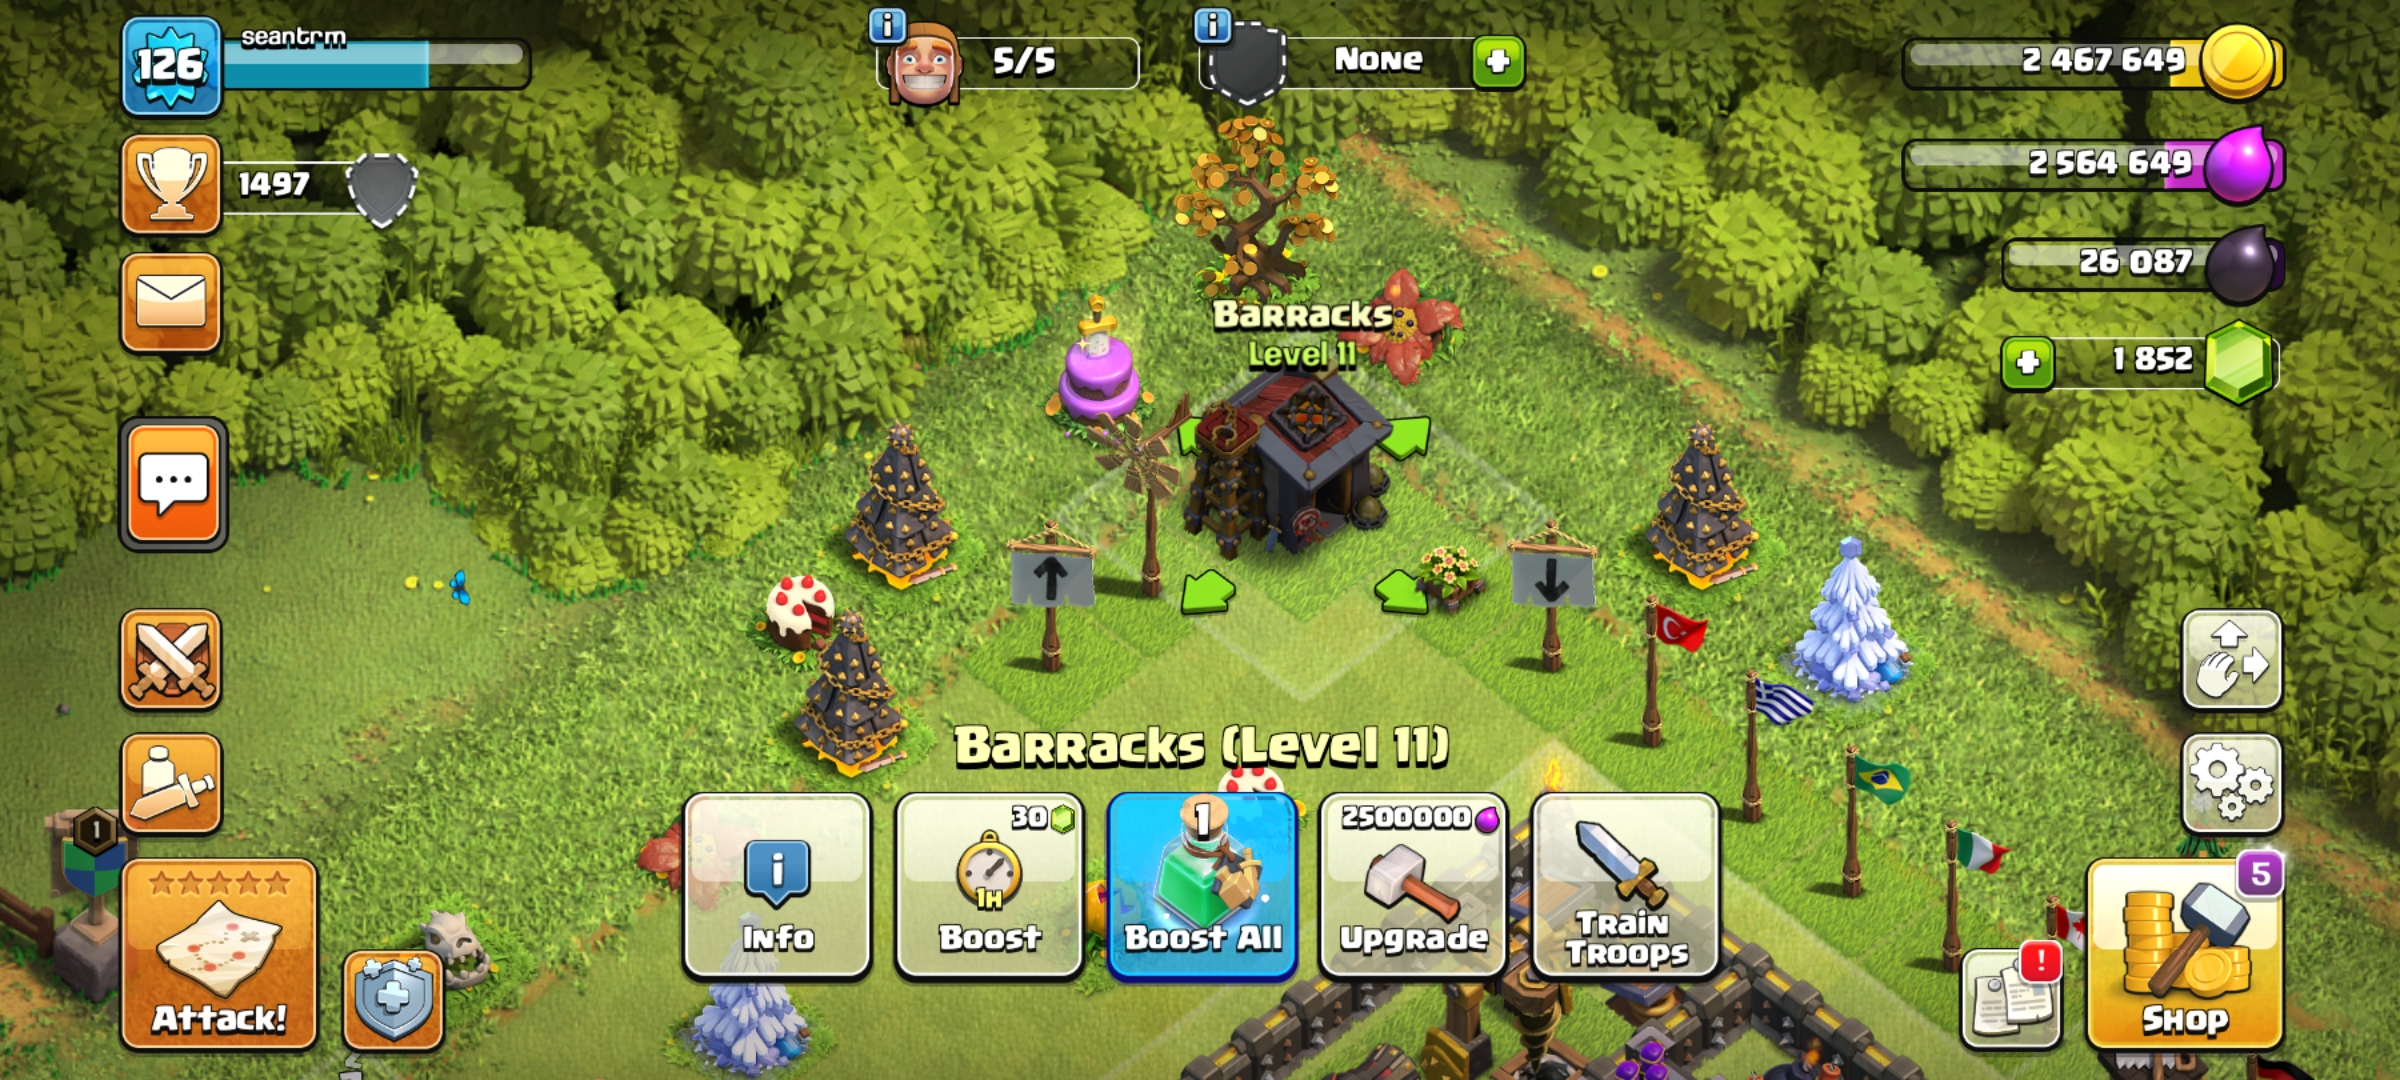 126
seantrm
5/5
None
2 467 649
1497
2 564 649
26 087
1 852
Barracks
Level 11
Barracks (Level 11)
1
Info
30
1H
Boost
1
Boost All
2500000
Upgrade
Train
Troops
Attack!
!
5
Shop